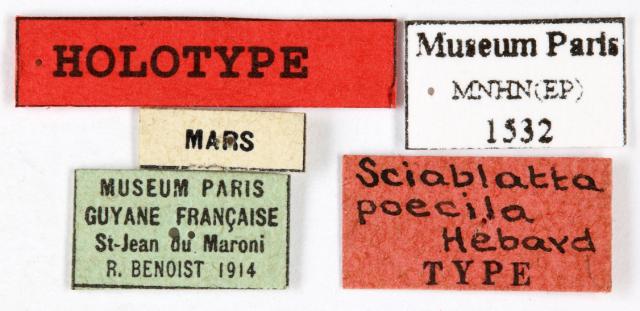 HOLOTYPE
Museum Paris
MNHN(EP)
1532
MARS
MUSEUM PARIS
GUYANE FRANÇAISE
St-Jean du Maroni
R. BENOIST 1914
Sciablatta
poecila
Hebard
TYPE